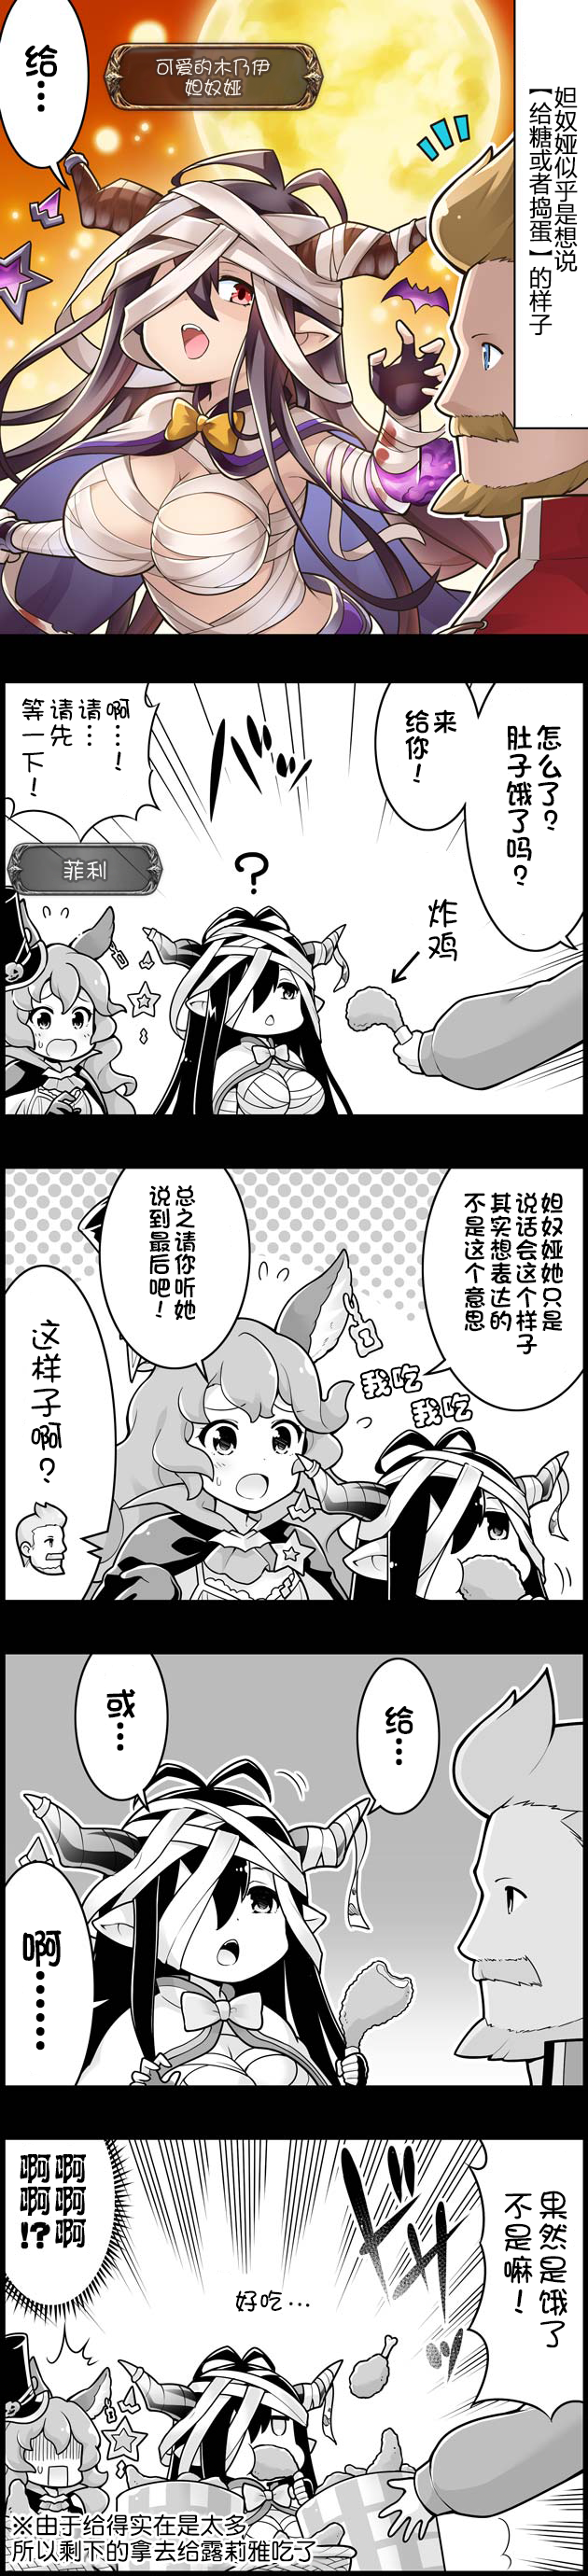 妲奴娅似乎是想说
【给糖或者捣蛋】的样子
可爱的木乃伊
妲奴娅
给…
怎么了？
肚子饿了吗？
来
给你！
炸鸡
？
啊…！
请…
请先
等一下！
菲利
妲奴娅她只是
说话会这个样子
其实想表达的
不是这个意思
总之请你听她
说到最后吧！
我吃
我吃
这样子啊？
给…
或…
啊……
果然是饿了
不是嘛！
ドドッ
好吃…
啊啊
啊啊
!?啊
※由于给得实在是太多
所以剩下的拿去给露莉雅吃了